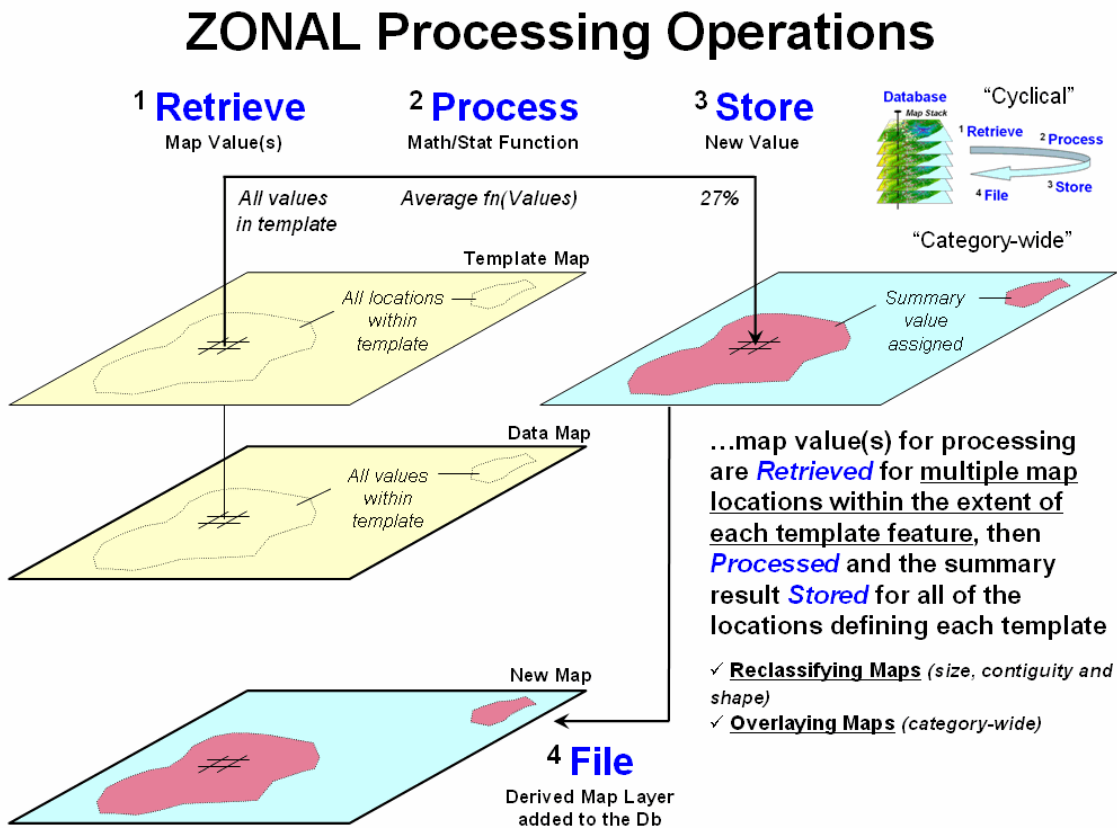 ZONAL Processing Operations
1 Retrieve
Map Value(s)
2 Process
Math/Stat Function
3 Store
New Value
Database
Map Stack
“Cyclical”
1 Retrieve
2 Process
3 Store
4 File
All values
in template
Average fn(Values)
27%
“Category-wide”
Template Map
All locations
within
template
Summary
value
assigned
Data Map
All values
within
template
…map value(s) for processing
are Retrieved for multiple map
locations within the extent of
each template feature, then
Processed and the summary
result Stored for all of the
locations defining each template
✓ Reclassifying Maps (size, contiguity and
shape)
✓ Overlaying Maps (category-wide)
New Map
4 File
Derived Map Layer
added to the Db